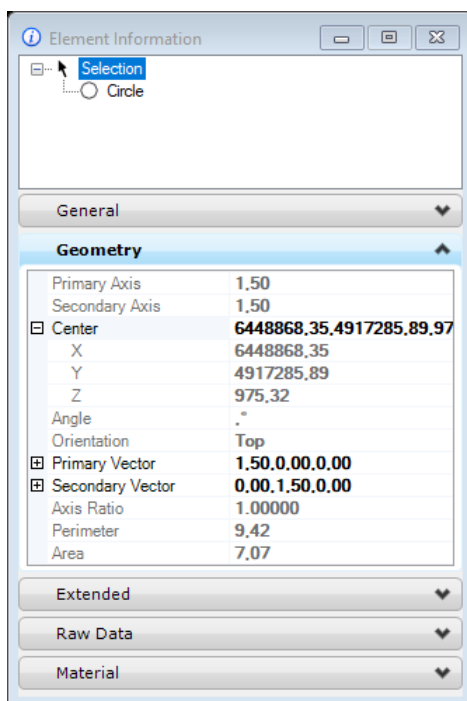 Element Information
Selection
Circle
General
Geometry
Primary Axis 1,50
Secondary Axis 1,50
Center 6448868,35,4917285,89,97
X 6448868,35
Y 4917285,89
Z 975,32
Angle ,°
Orientation Top
Primary Vector 1,50,0,00,0,00
Secondary Vector 0,00,1,50,0,00
Axis Ratio 1.00000
Perimeter 9,42
Area 7,07
Extended
Raw Data
Material